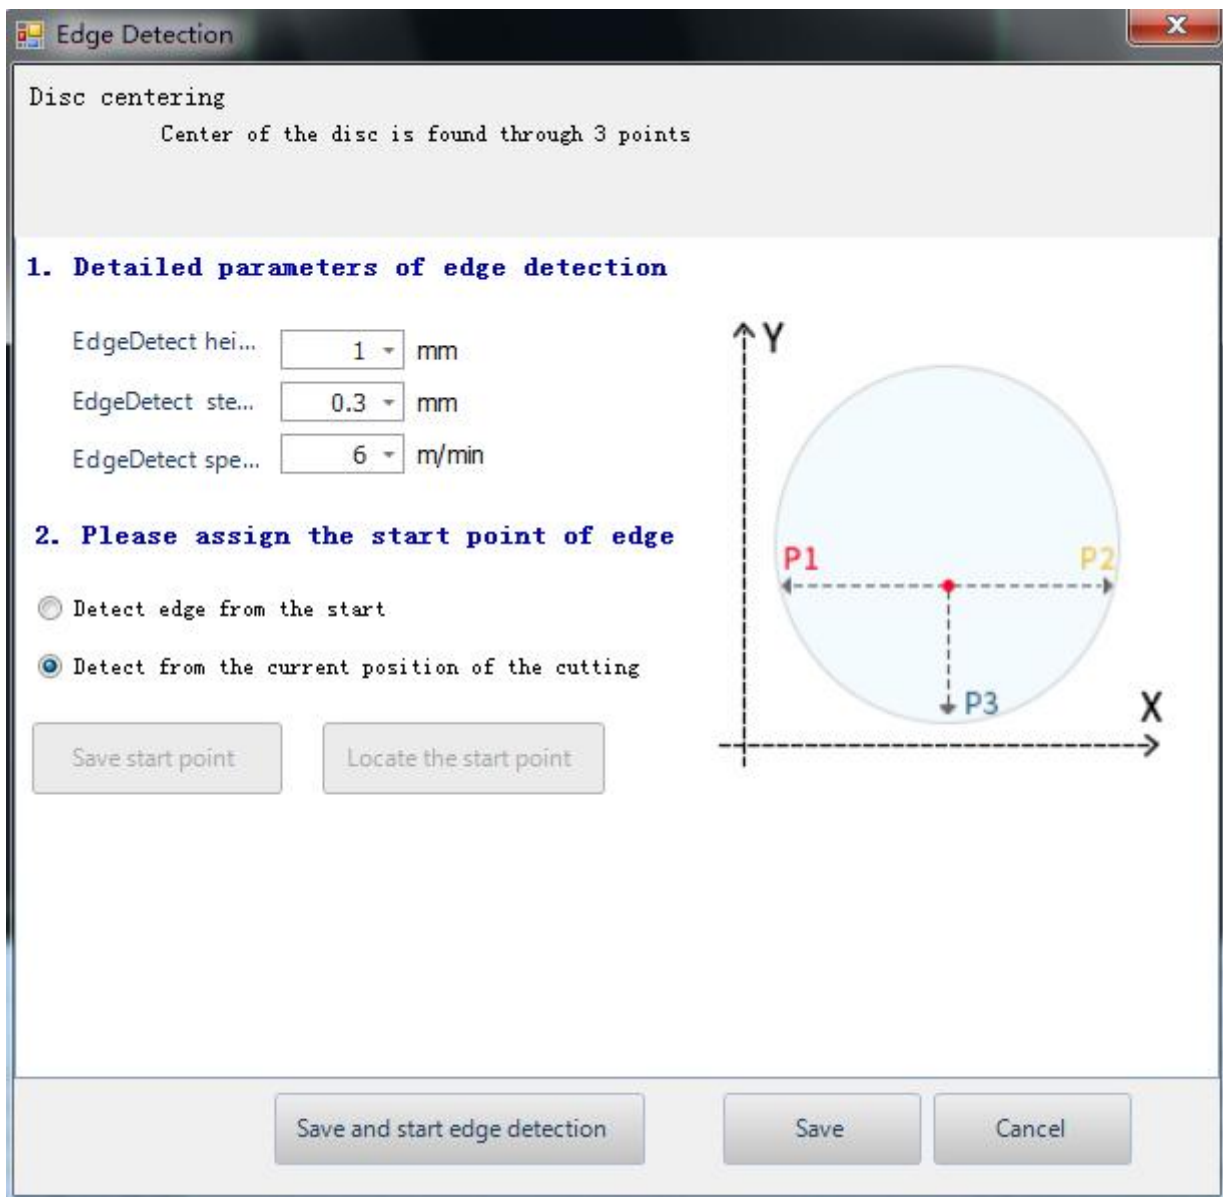 Edge Detection
Disc centering
Center of the disc is found through 3 points
1. Detailed parameters of edge detection
EdgeDetect hei... 1 mm
EdgeDetect ste... 0.3 mm
EdgeDetect spe... 6 m/min
2. Please assign the start point of edge
Detect edge from the start
Detect from the current position of the cutting
Save start point Locate the start point
Y
P1 P2
P3
X
Save and start edge detection Save Cancel